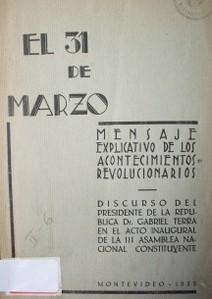 EL 31
DE
MARZO
MENSAJE
EXPLICATIVO DE LOS
ACONTECIMIENTOS
REVOLUCIONARIOS
DISCURSO DEL
PRESIDENTE DE LA REPU-
BLICA Dr. GABRIEL TERRA
EN EL ACTO INAUGURAL
DE LA III ASAMBLEA NA-
CIONAL CONSTITUYENTE
MONTEVIDEO - 1933